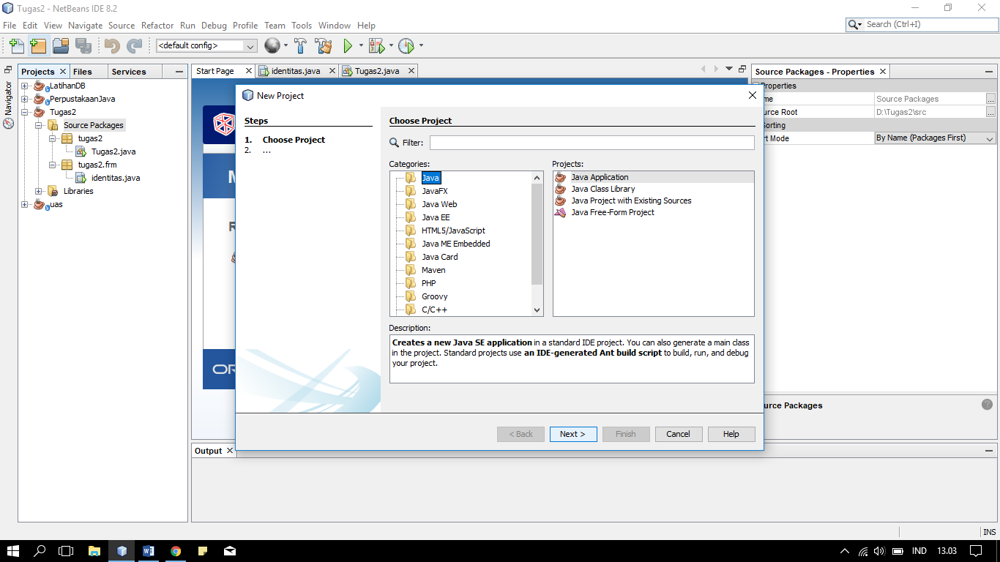 Tugas2 - NetBeans IDE 8.2
File Edit View Navigate Source Refactor Run Debug Profile Team Tools Window Help
Search (Ctrl+I)
<default config>
Projects Files Services
Navigator
LatihanDB
PerpustakaanJava
Tugas2
Source Packages
tugas2
Tugas2.java
tugas2.frm
identitas.java
Libraries
uas
Start Page identitas.java Tugas2.java
New Project
Steps
1. Choose Project
2. ...
Choose Project
Filter:
Categories:
Java
JavaFX
Java Web
Java EE
HTML5/JavaScript
Java ME Embedded
Java Card
Maven
PHP
Groovy
C/C++
Projects:
Java Application
Java Class Library
Java Project with Existing Sources
Java Free-Form Project
Description:
Creates a new Java SE application in a standard IDE project. You can also generate a main class
in the project. Standard projects use an IDE-generated Ant build script to build, run, and debug
your project.
< Back Next > Finish Cancel Help
Source Packages - Properties
Properties
me Source Packages
urce Root D:\Tugas2\src
Sorting
rt Mode By Name (Packages First)
urce Packages
Output
INS
IND 13.03